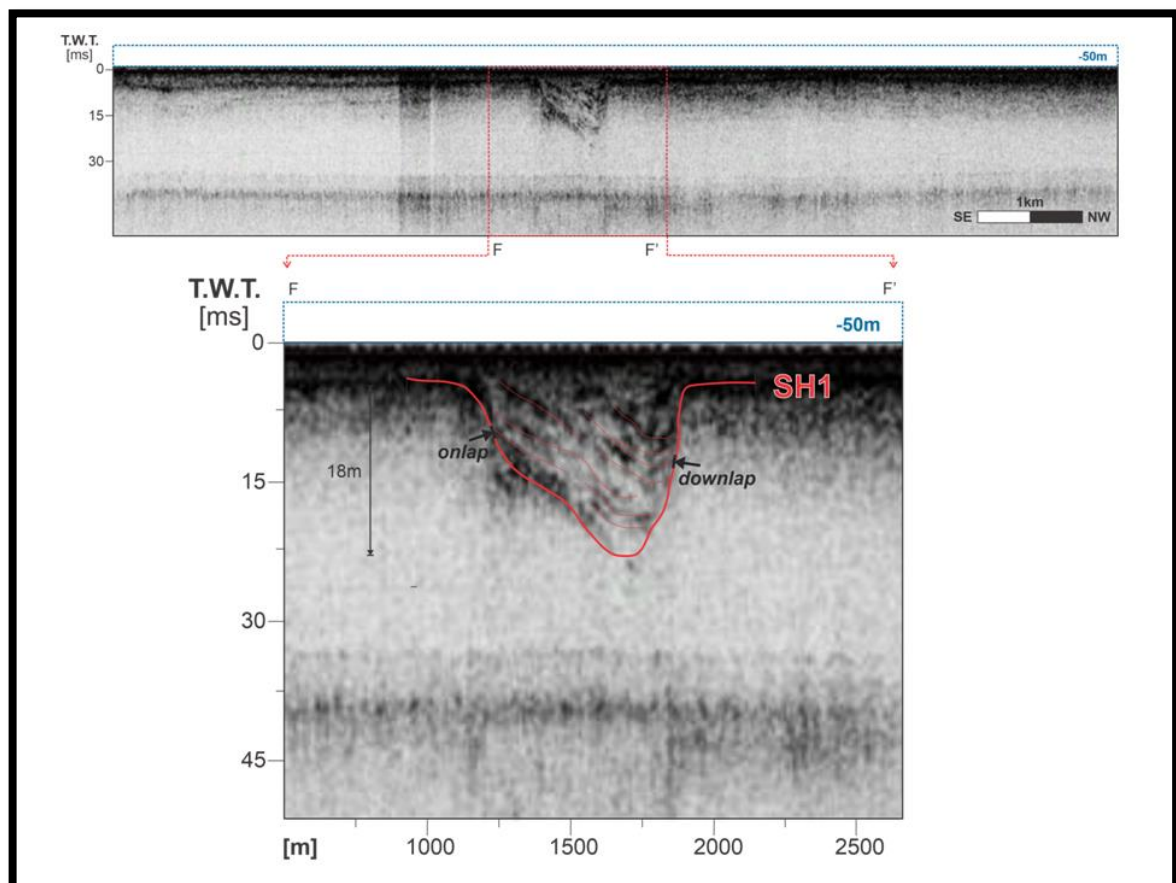 T.W.T.
[ms]
-50m
0
15
30
1km
SE NW
F F'
T.W.T.
[ms]
F F'
-50m
0
SH1
onlap
18m
15
downlap
30
45
[m] 1000 1500 2000 2500